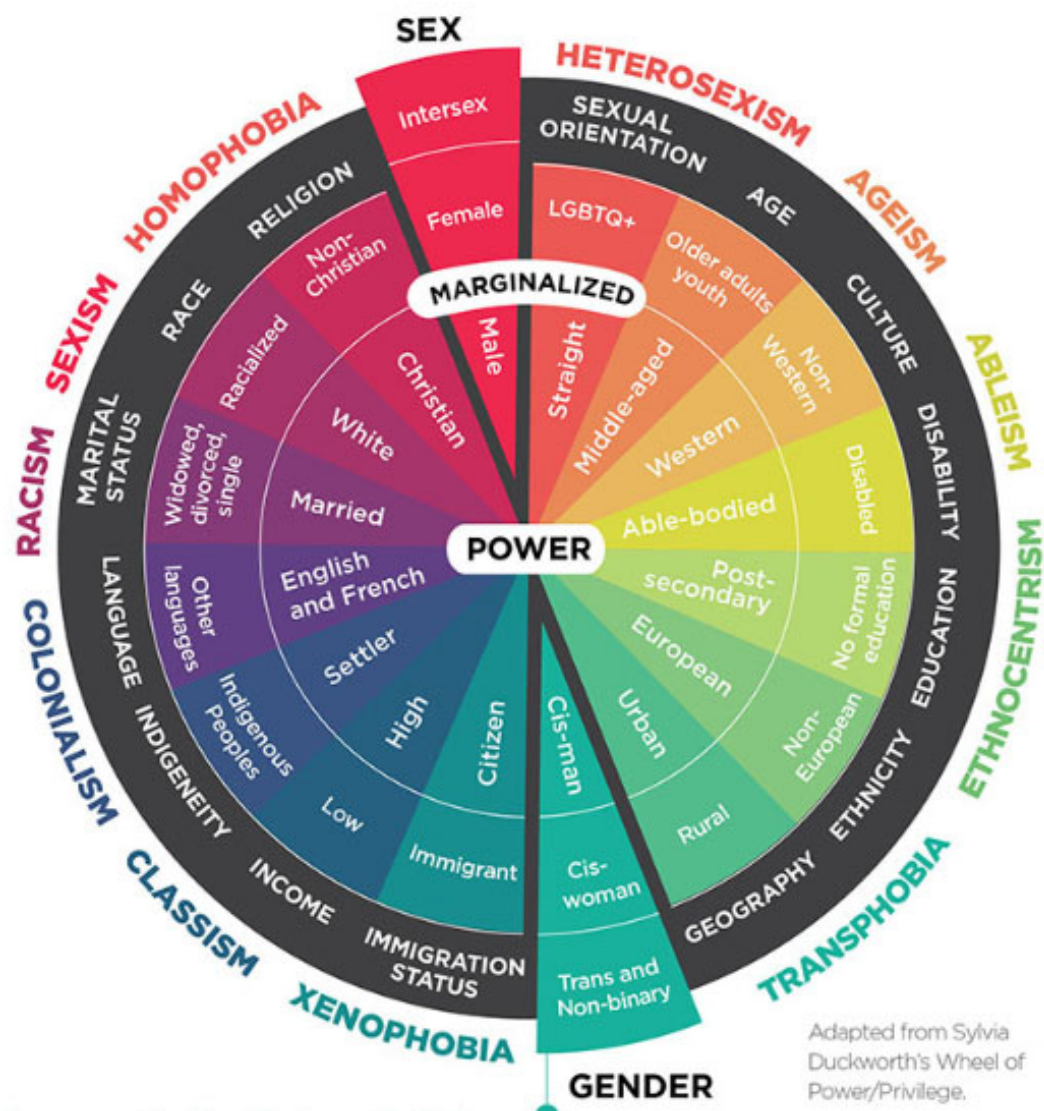 SEX
HETEROSEXISM
AGEISM
ABLEISM
ETHNOCENTRISM
TRANSPHOBIA
GENDER
XENOPHOBIA
CLASSISM
COLONIALISM
RACISM
SEXISM
HOMOPHOBIA
SEXUAL
ORIENTATION
AGE
CULTURE
DISABILITY
EDUCATION
ETHNICITY
GEOGRAPHY
IMMIGRATION
STATUS
INCOME
INDIGENEITY
LANGUAGE
MARITAL
STATUS
RACE
RELIGION
Intersex
Female
Male
LGBTQ+
Straight
Older adults
youth
Middle-aged
Non-
Western
Western
Disabled
Able-bodied
No formal
education
Post-
secondary
Non-
European
European
Rural
Urban
Cis-man
Cis-
woman
Trans and
Non-binary
Immigrant
Citizen
Low
High
Indigenous
Peoples
Settler
Other
languages
English
and French
Widowed,
divorced,
single
Married
Racialized
White
Non-
Christian
Christian
MARGINALIZED
POWER
Adapted from Sylvia
Duckworth's Wheel of
Power/Privilege.